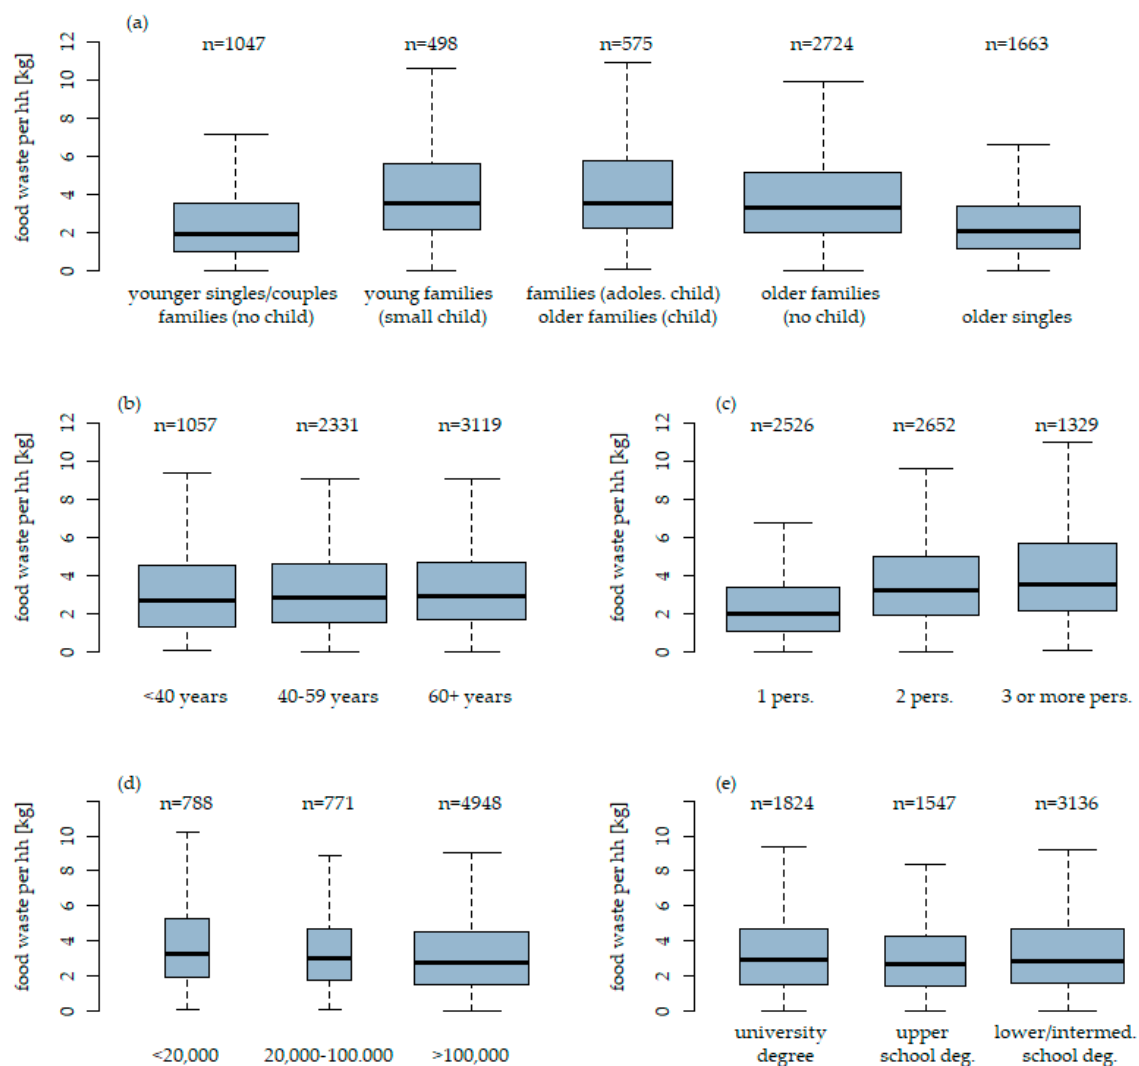 (a)
food waste per hh [kg]
12
10
8
6
4
2
0
n=1047 n=498 n=575 n=2724 n=1663
younger singles/couples young families families (adoles. child) older families
families (no child) (small child) older families (child) (no child) older singles
(b)
food waste per hh [kg]
12
10
8
6
4
2
0
n=1057 n=2331 n=3119
<40 years 40-59 years 60+ years
(c)
food waste per hh [kg]
12
10
8
6
4
2
0
n=2526 n=2652 n=1329
1 pers. 2 pers. 3 or more pers.
(d)
food waste per hh [kg]
10
8
6
4
2
0
n=788 n=771 n=4948
<20,000 20,000-100.000 >100,000
(e)
food waste per hh [kg]
10
8
6
4
2
0
n=1824 n=1547 n=3136
university upper lower/intermed.
degree school deg. school deg.